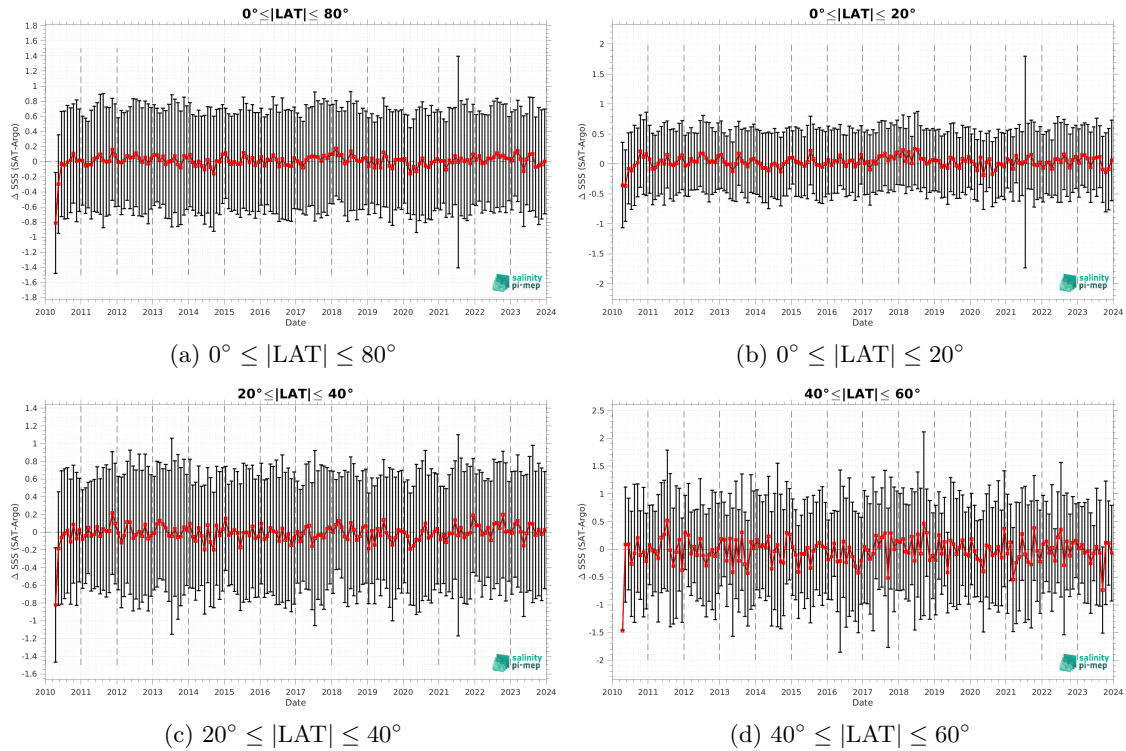 0°≤|LAT|≤ 80°
1.8
1.6
1.4
1.2
1
0.8
0.6
0.4
0.2
0
-0.2
-0.4
-0.6
-0.8
-1
-1.2
-1.4
-1.6
-1.8
Δ SSS (SAT-Argo)
2010 2011 2012 2013 2014 2015 2016 2017 2018 2019 2020 2021 2022 2023 2024
Date
salinity
pi-mep
(a) 0° ≤ |LAT| ≤ 80°
0°≤|LAT|≤ 20°
2
1.5
1
0.5
0
-0.5
-1
-1.5
-2
Δ SSS (SAT-Argo)
2010 2011 2012 2013 2014 2015 2016 2017 2018 2019 2020 2021 2022 2023 2024
Date
salinity
pi-mep
(b) 0° ≤ |LAT| ≤ 20°
20°≤|LAT|≤ 40°
1.4
1.2
1
0.8
0.6
0.4
0.2
0
-0.2
-0.4
-0.6
-0.8
-1
-1.2
-1.4
-1.6
Δ SSS (SAT-Argo)
2010 2011 2012 2013 2014 2015 2016 2017 2018 2019 2020 2021 2022 2023 2024
Date
salinity
pi-mep
(c) 20° ≤ |LAT| ≤ 40°
40°≤|LAT|≤ 60°
2.5
2
1.5
1
0.5
0
-0.5
-1
-1.5
-2
Δ SSS (SAT-Argo)
2010 2011 2012 2013 2014 2015 2016 2017 2018 2019 2020 2021 2022 2023 2024
Date
salinity
pi-mep
(d) 40° ≤ |LAT| ≤ 60°